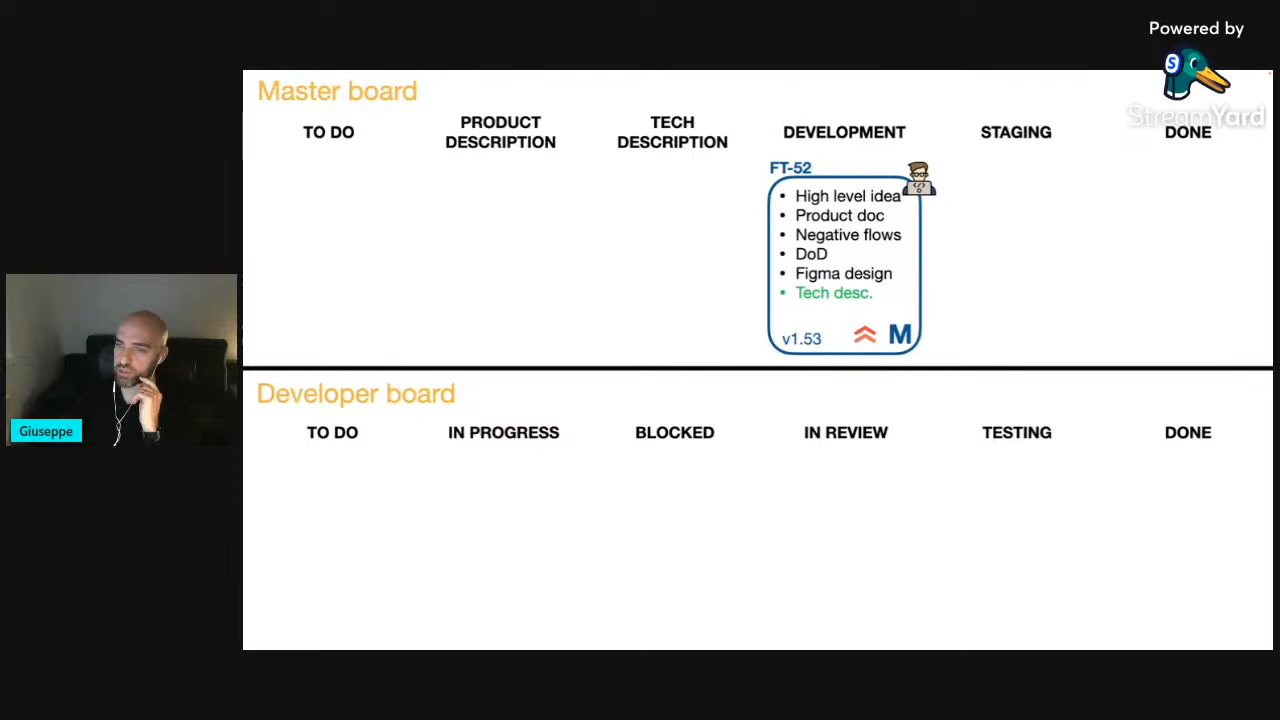 Powered by
StreamYard
Master board
TO DO
PRODUCT
DESCRIPTION
TECH
DESCRIPTION
DEVELOPMENT
STAGING
DONE
FT-52
• High level idea
• Product doc
• Negative flows
• DoD
• Figma design
• Tech desc.
v1.53
M
Giuseppe
Developer board
TO DO
IN PROGRESS
BLOCKED
IN REVIEW
TESTING
DONE